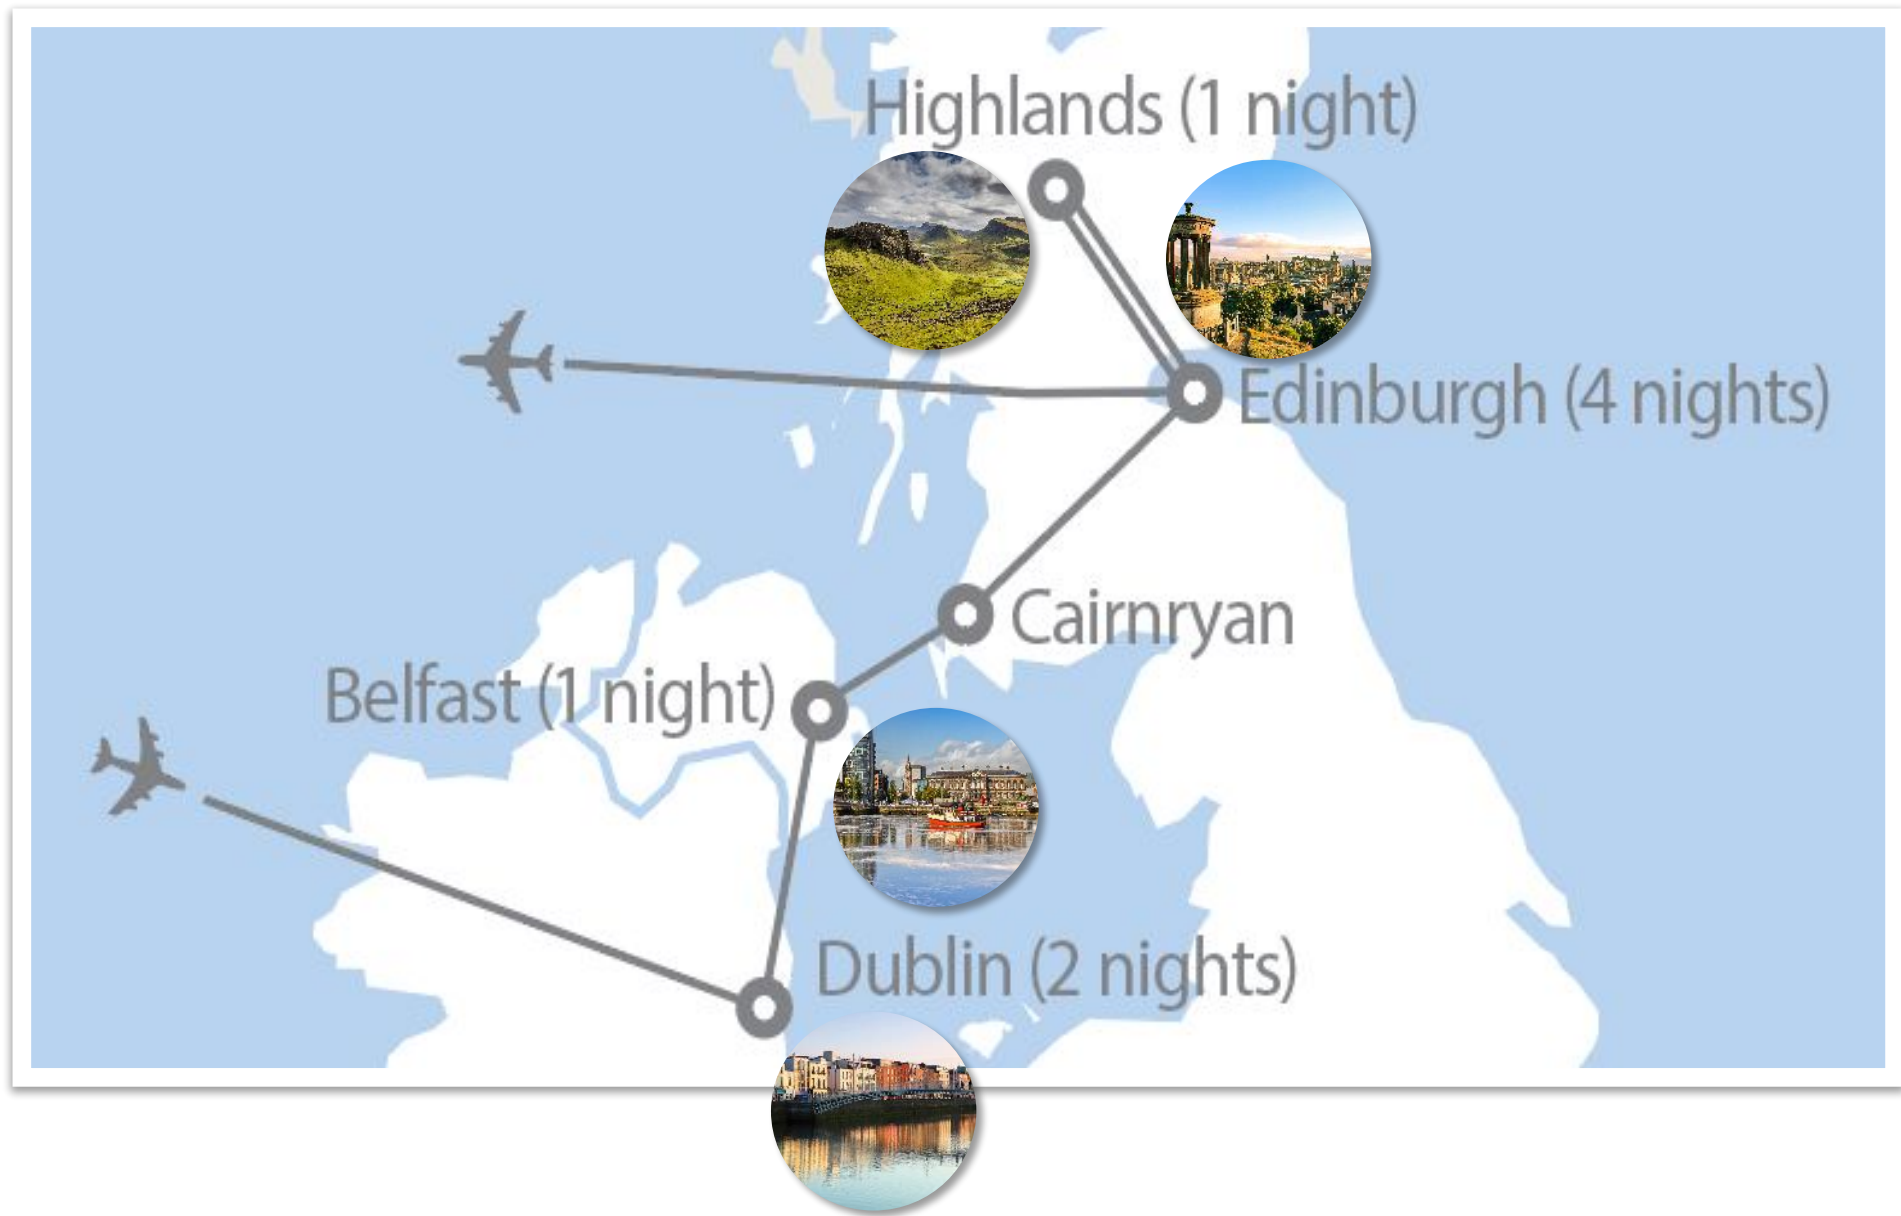 Highlands (1 night)
Edinburgh (4 nights)
Cairnryan
Belfast (1 night)
Dublin (2 nights)